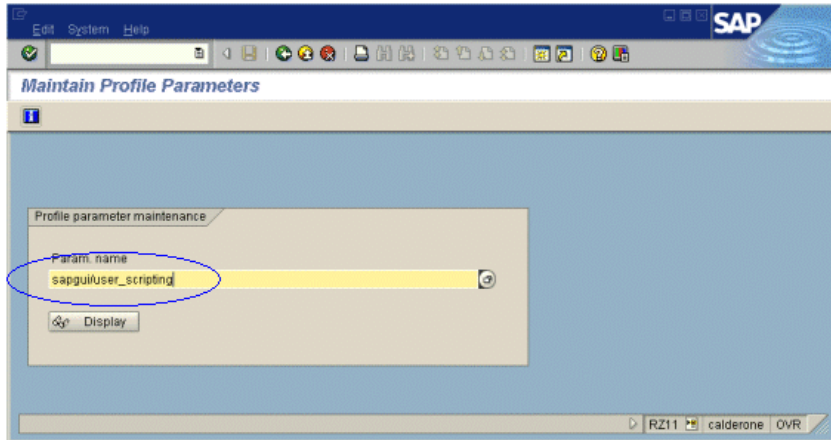 Edit System Help
SAP
Maintain Profile Parameters
Profile parameter maintenance
Param. name
sapgui/user_scripting
Display
RZ11 calderone OVR